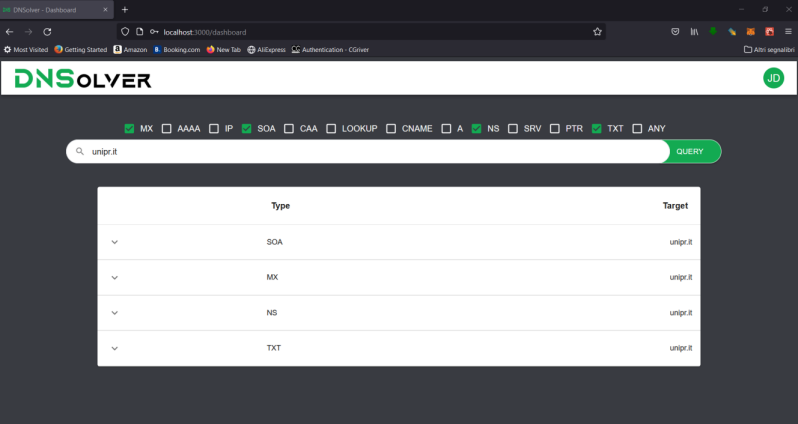 DNSolver - Dashboard
localhost:3000/dashboard
Most Visited Getting Started Amazon Booking.com New Tab AliExpress Authentication - CGriver Altri segnalibri
DNSOLVER JD
MX AAAA IP SOA CAA LOOKUP CNAME A NS SRV PTR TXT ANY
unipr.it QUERY
Type Target
SOA unipr.it
MX unipr.it
NS unipr.it
TXT unipr.it